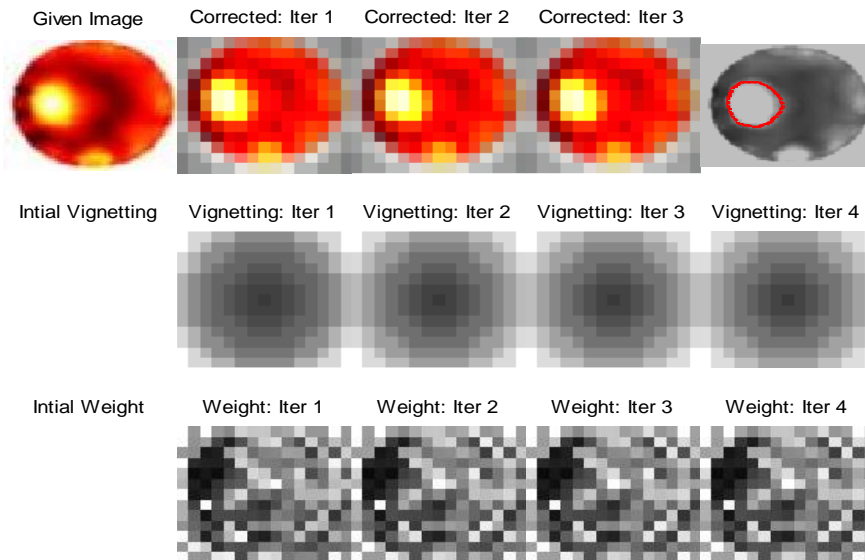 Given Image Corrected: Iter 1 Corrected: Iter 2 Corrected: Iter 3
Intial Vignetting Vignetting: Iter 1 Vignetting: Iter 2 Vignetting: Iter 3 Vignetting: Iter 4
Intial Weight Weight: Iter 1 Weight: Iter 2 Weight: Iter 3 Weight: Iter 4